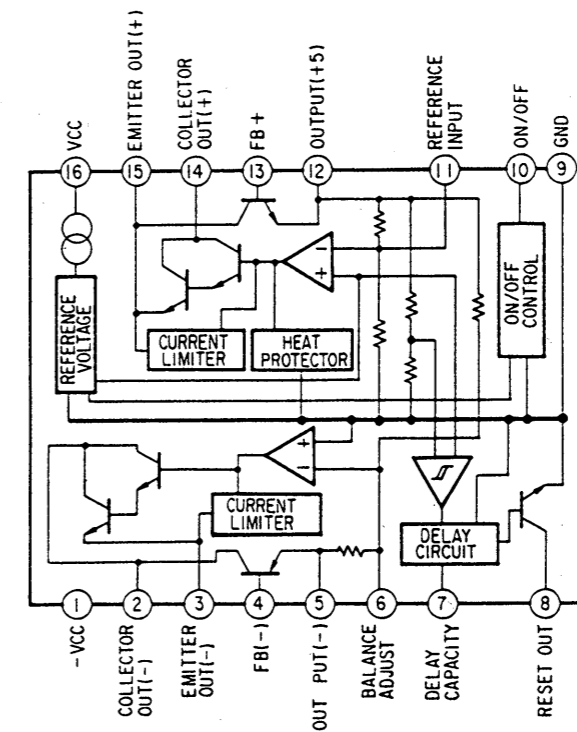 VCC
EMITTER OUT(+)
COLLECTOR
OUT(+)
FB+
OUTPUT(+5)
REFERENCE
INPUT
ON/OFF
GND
16
15
14
13
12
11
10
9
REFERENCE
VOLTAGE
CURRENT
LIMITER
HEAT
PROTECTOR
ON/OFF
CONTROL
−
+
+
−
CURRENT
LIMITER
DELAY
CIRCUIT
1
2
3
4
5
6
7
8
-VCC
COLLECTOR
OUT(-)
EMITTER
OUT(-)
FB(-)
OUT PUT(-)
BALANCE
ADJUST
DELAY
CAPACITY
RESET OUT